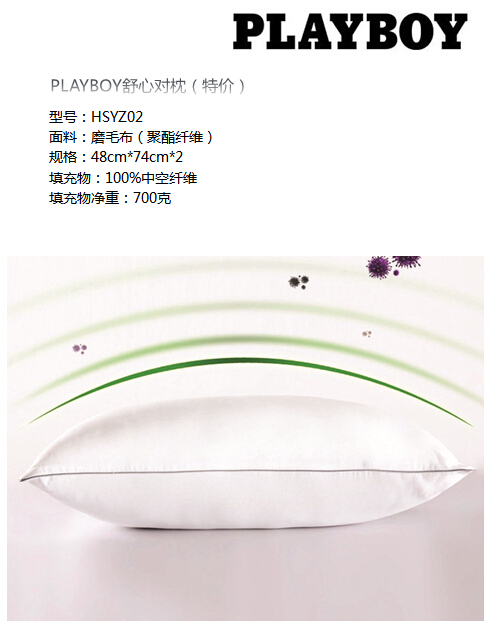 PLAYBOY
PLAYBOY舒心对枕（特价）
型号：HSYZ02
面料：磨毛布（聚酯纤维）
规格：48cm*74cm*2
填充物：100%中空纤维
填充物净重：700克